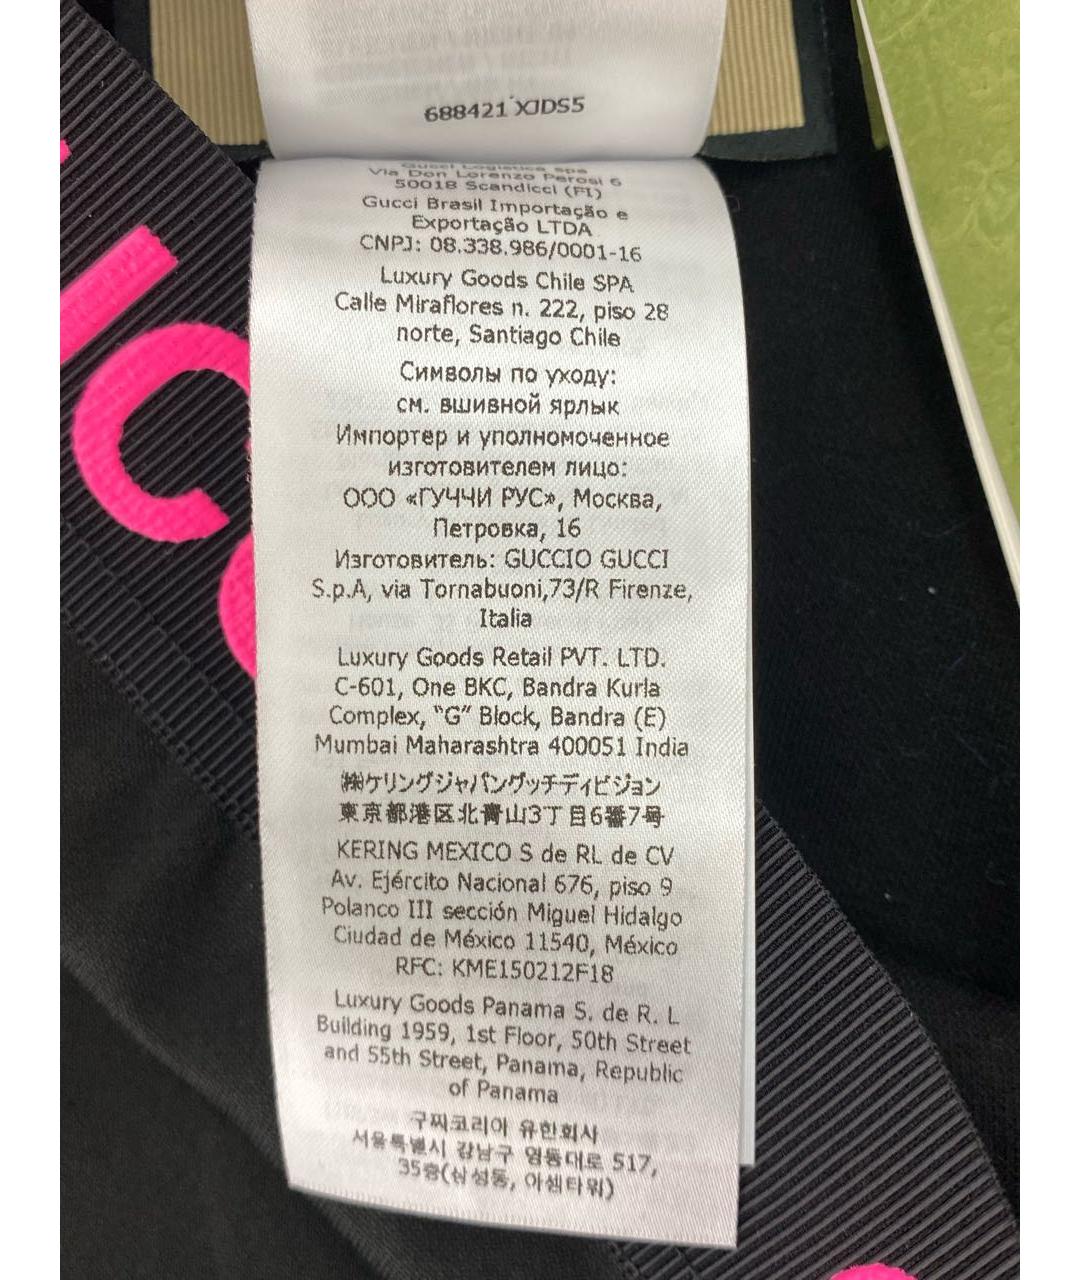 688421 XJDS5
Gucci Logistica spa
Via Don Lorenzo Perosi 6
50018 Scandicci (FI)
Gucci Brasil Importação e
Exportação LTDA
CNPJ: 08.338.986/0001-16
Luxury Goods Chile SPA
Calle Miraflores n. 222, piso 28
norte, Santiago Chile
Символы по уходу:
см. вшивной ярлык
Импортер и уполномоченное
изготовителем лицо:
ООО «ГУЧЧИ РУС», Москва,
Петровка, 16
Изготовитель: GUCCIO GUCCI
S.p.A, via Tornabuoni,73/R Firenze,
Italia
Luxury Goods Retail PVT. LTD.
C-601, One BKC, Bandra Kurla
Complex, “G” Block, Bandra (E)
Mumbai Maharashtra 400051 India
㈱ケリングジャパングッチディビジョン
東京都港区北青山3丁目6番7号
KERING MEXICO S de RL de CV
Av. Ejército Nacional 676, piso 9
Polanco III sección Miguel Hidalgo
Ciudad de México 11540, México
RFC: KME150212F18
Luxury Goods Panama S. de R. L
Building 1959, 1st Floor, 50th Street
and 55th Street, Panama, Republic
of Panama
구찌코리아 유한회사
서울특별시 강남구 영동대로 517,
35층(삼성동, 아셈타워)